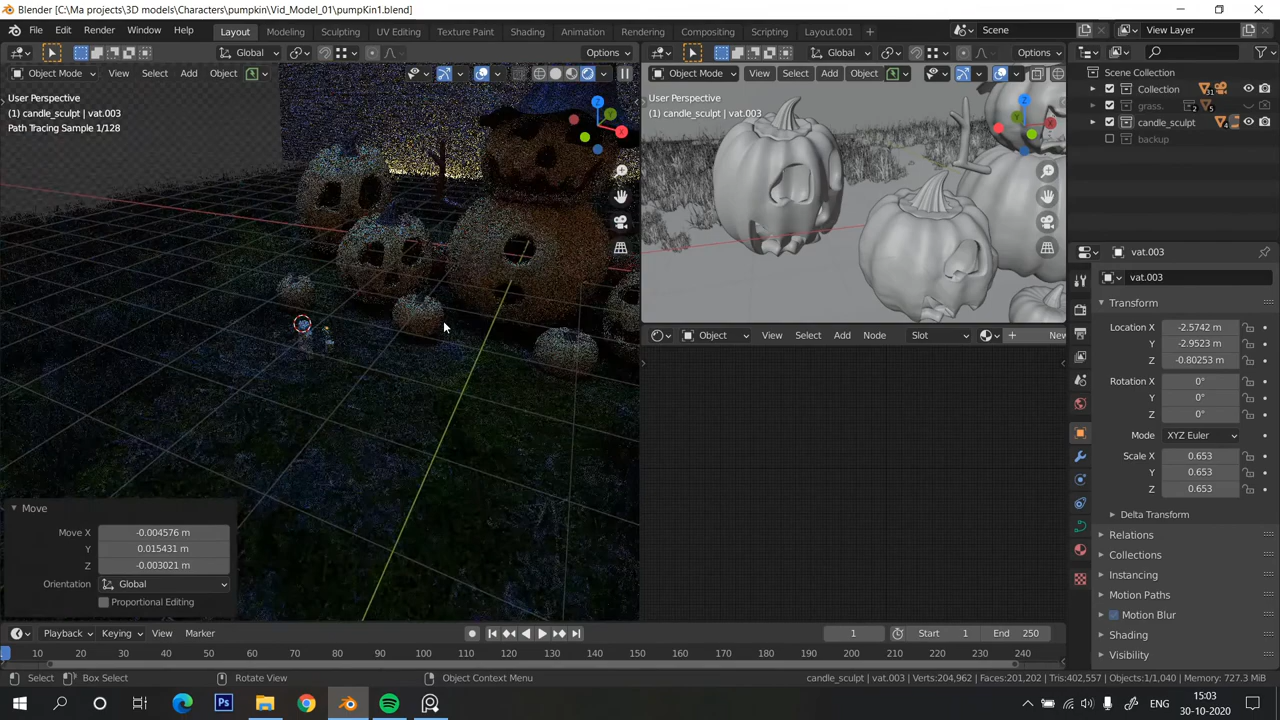 Blender [C:\Ma projects\3D models\Characters\pumpkin\Vid_Model_01\pumpKin1.blend]
File Edit Render Window Help Layout Modeling Sculpting UV Editing Texture Paint Shading Animation Rendering Compositing Scripting Layout.001 + Scene View Layer
Global Options Global Options
Object Mode View Select Add Object Object Mode View Select Add Object
Scene Collection
Collection 31
grass. 2 5
candle_sculpt 4
backup
User Perspective
(1) candle_sculpt | vat.003
Path Tracing Sample 1/128
User Perspective
(1) candle_sculpt | vat.003
Z
Y
X
Z
Y
X
Object View Select Add Node Slot New
vat.003
vat.003
Transform
Location X -2.5742 m
Y -2.9523 m
Z -0.80253 m
Rotation X 0°
Y 0°
Z 0°
Mode XYZ Euler
Scale X 0.653
Y 0.653
Z 0.653
Delta Transform
Relations
Collections
Instancing
Motion Paths
Motion Blur
Shading
Visibility
Move
Move X -0.004576 m
Y 0.015431 m
Z -0.003021 m
Orientation Global
Proportional Editing
Playback Keying View Marker 1 Start 1 End 250
10 20 30 40 50 60 70 80 90 100 110 120 130 140 150 160 170 180 190 200 210 220 230 240
Select Box Select Rotate View Object Context Menu candle_sculpt | vat.003 | Verts:204,962 | Faces:201,202 | Tris:402,557 | Objects:1/1,040 | Memory: 727.3 MiB
15:03
30-10-2020